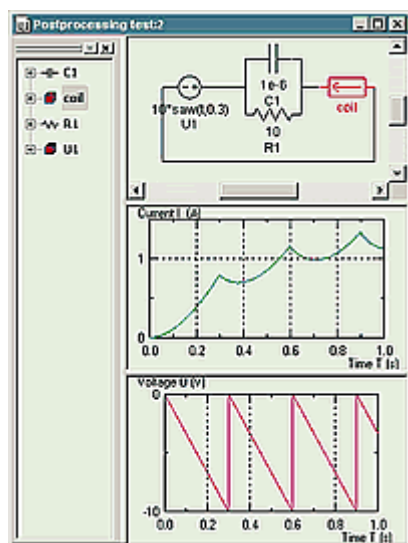 Postprocessing test:2
C1
coil
R1
U1
10*saw(t,0.3)
U1
1e-6
C1
10
R1
coil
Current I (A)
1
0
0.0 0.2 0.4 0.6 0.8 1.0
Time T (s)
Voltage U (V)
0
-10
0.0 0.2 0.4 0.6 0.8 1.0
Time T (s)